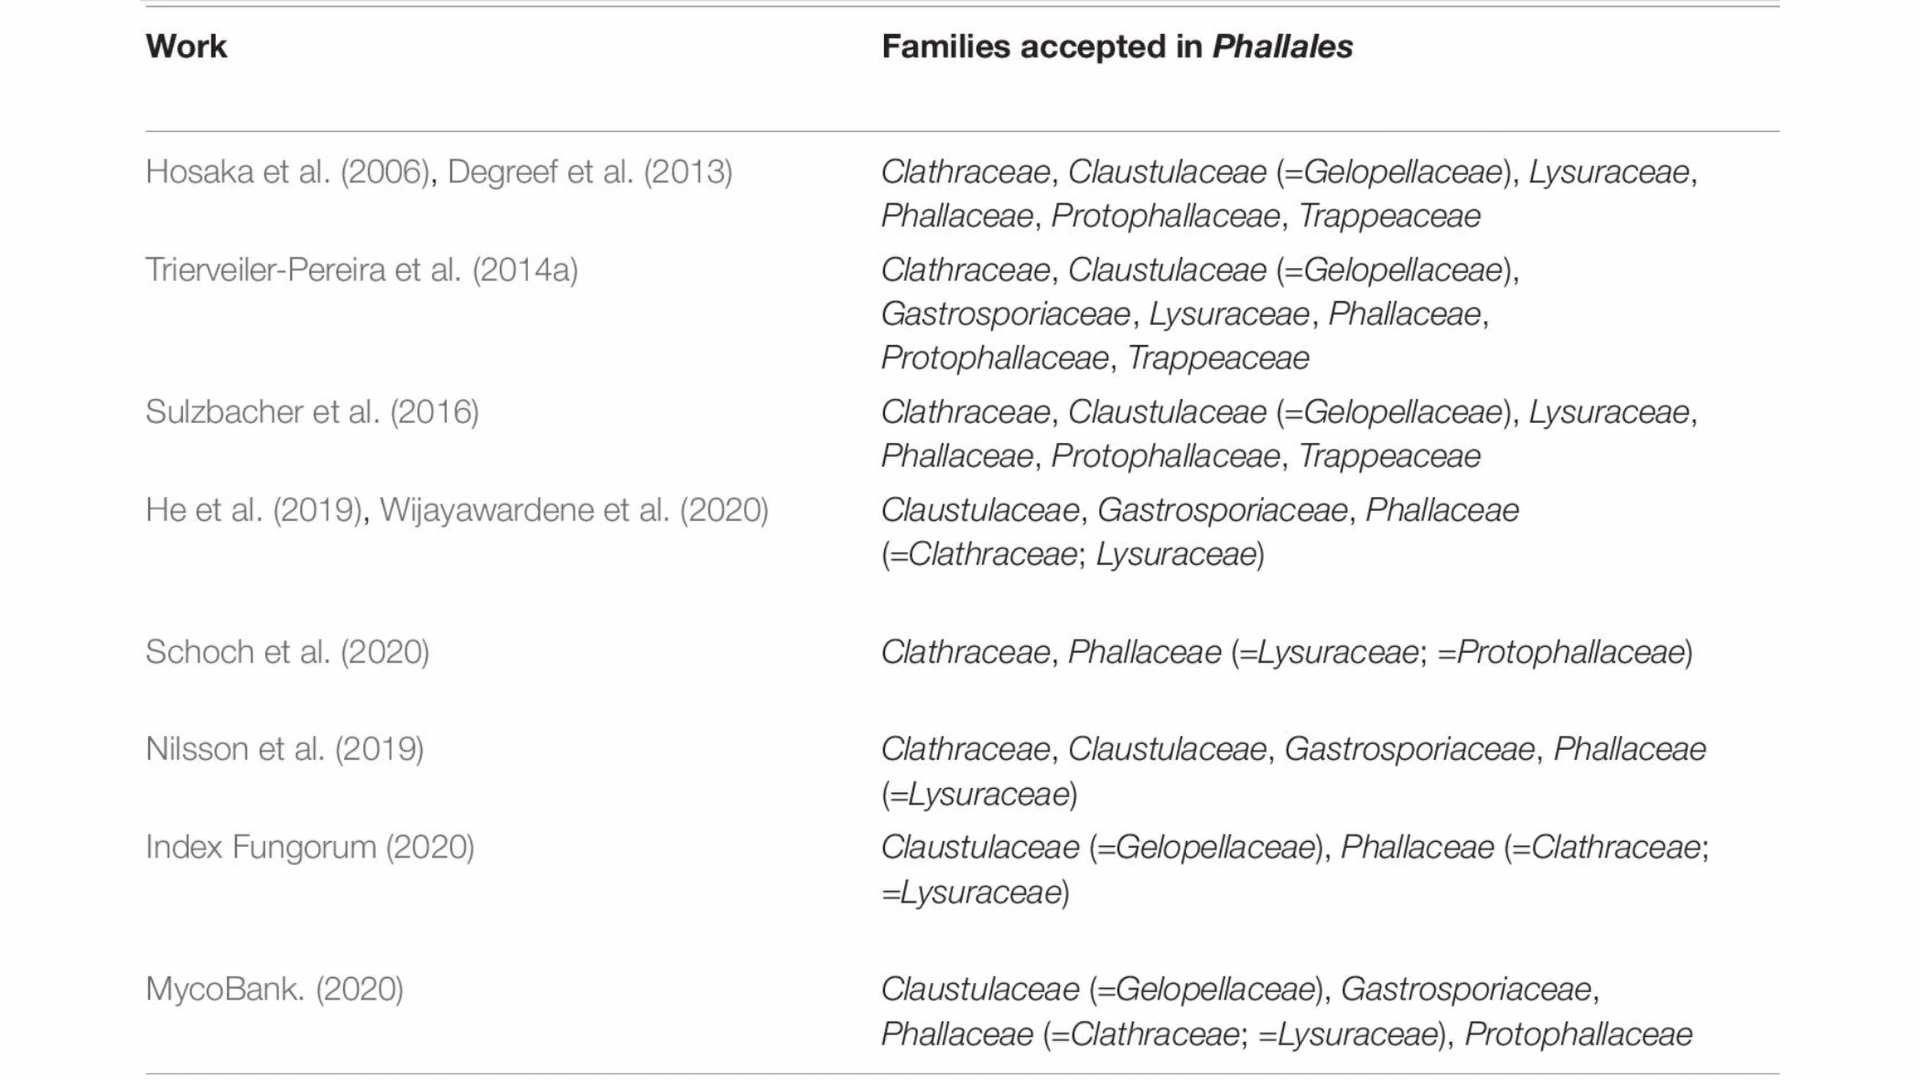 Work Families accepted in Phallales
Hosaka et al. (2006), Degreef et al. (2013) Clathraceae, Claustulaceae (=Gelopellaceae), Lysuraceae,
Phallaceae, Protophallaceae, Trappeaceae
Trierveiler-Pereira et al. (2014a) Clathraceae, Claustulaceae (=Gelopellaceae),
Gastrosporiaceae, Lysuraceae, Phallaceae,
Protophallaceae, Trappeaceae
Sulzbacher et al. (2016) Clathraceae, Claustulaceae (=Gelopellaceae), Lysuraceae,
Phallaceae, Protophallaceae, Trappeaceae
He et al. (2019), Wijayawardene et al. (2020) Claustulaceae, Gastrosporiaceae, Phallaceae
(=Clathraceae; Lysuraceae)
Schoch et al. (2020) Clathraceae, Phallaceae (=Lysuraceae; =Protophallaceae)
Nilsson et al. (2019) Clathraceae, Claustulaceae, Gastrosporiaceae, Phallaceae
(=Lysuraceae)
Index Fungorum (2020) Claustulaceae (=Gelopellaceae), Phallaceae (=Clathraceae;
=Lysuraceae)
MycoBank. (2020) Claustulaceae (=Gelopellaceae), Gastrosporiaceae,
Phallaceae (=Clathraceae; =Lysuraceae), Protophallaceae